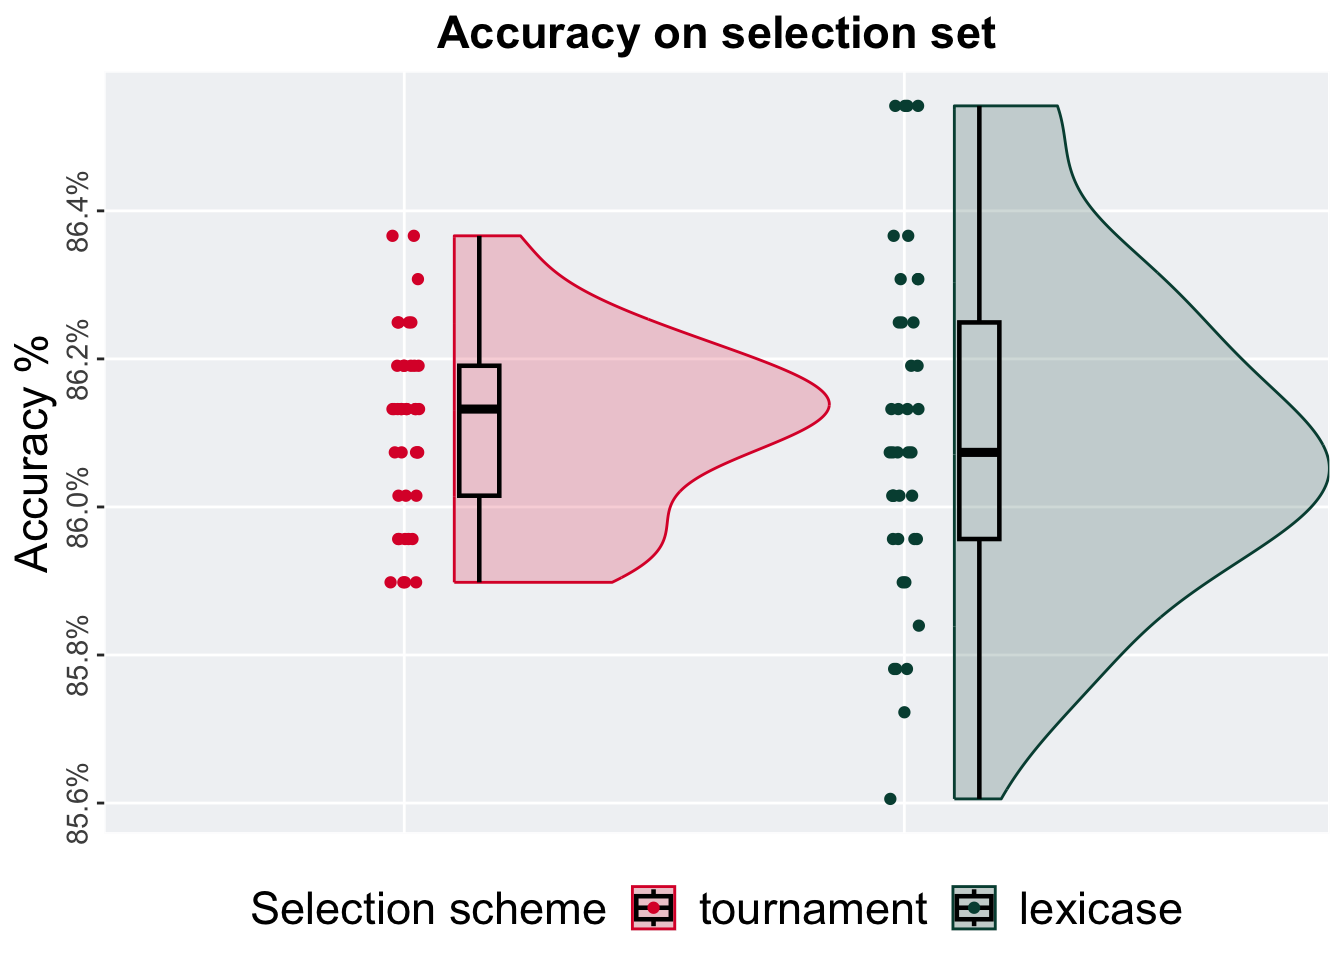 Accuracy on selection set
Accuracy %
86.4%
86.2%
86.0%
85.8%
85.6%
Selection scheme tournament lexicase